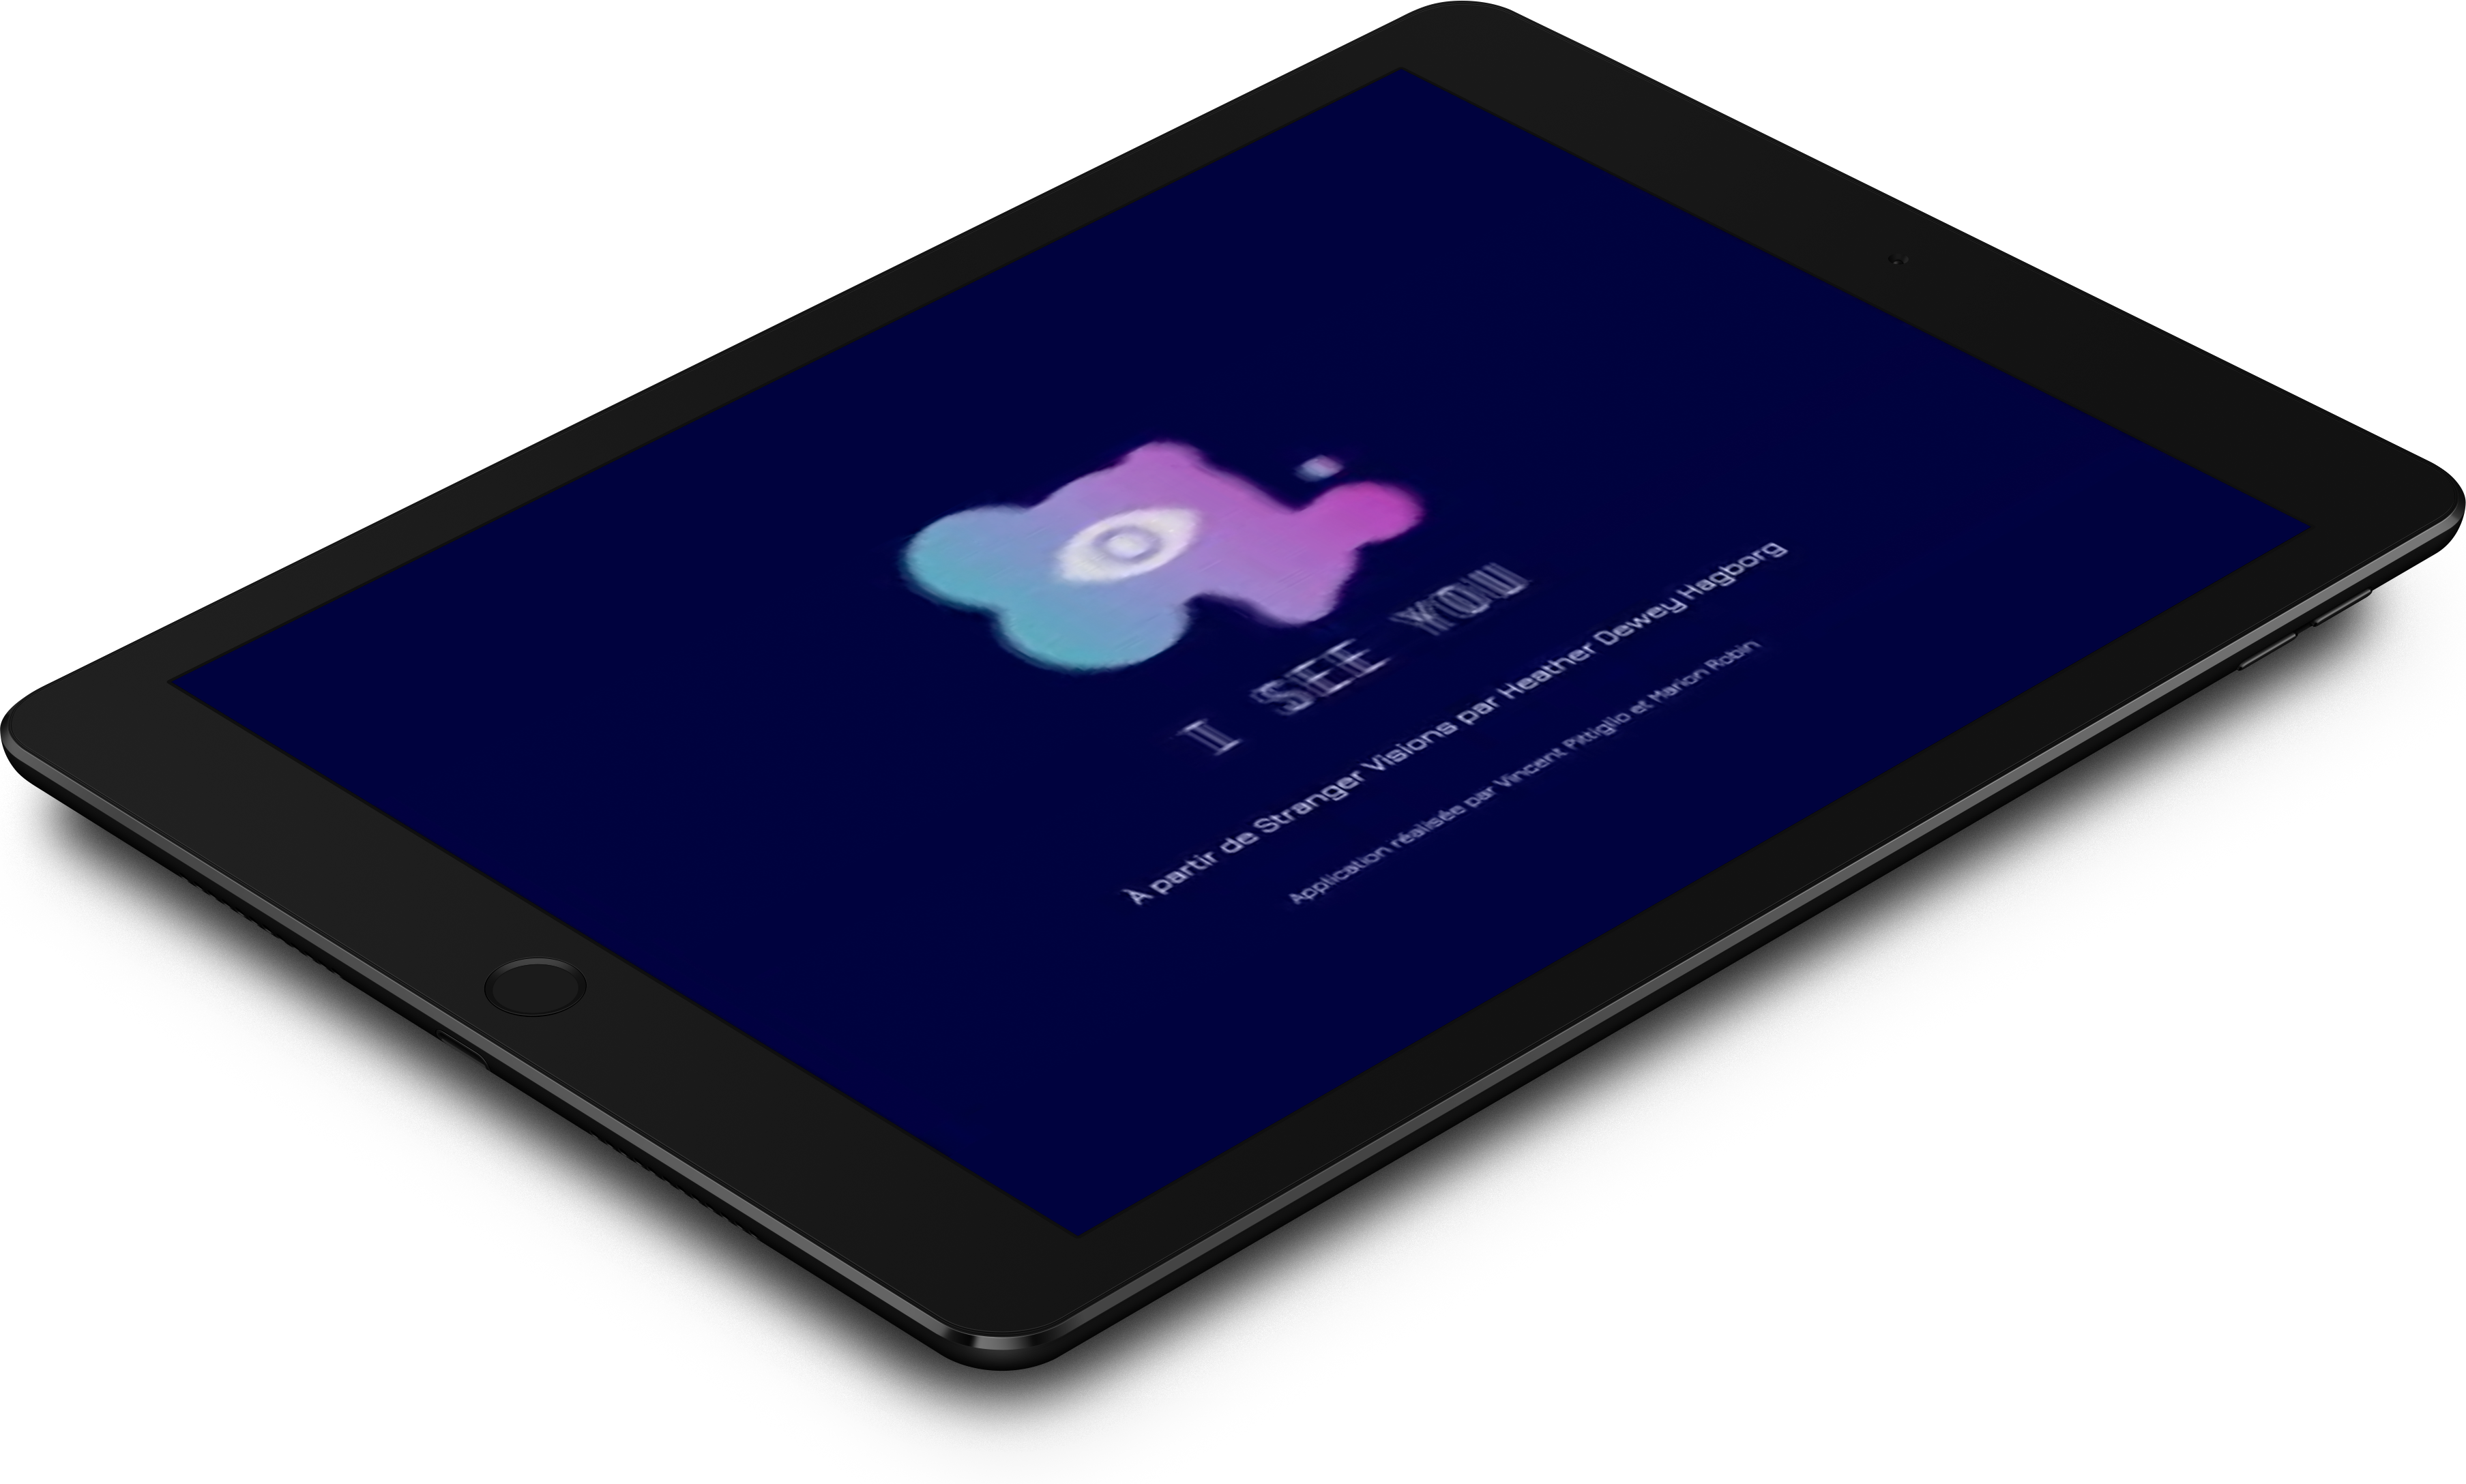 I SEE YOU
À partir de Stranger Visions par Heather Dewey Hagborg
Application réalisée par Vincent Pittiglio et Marion Robin